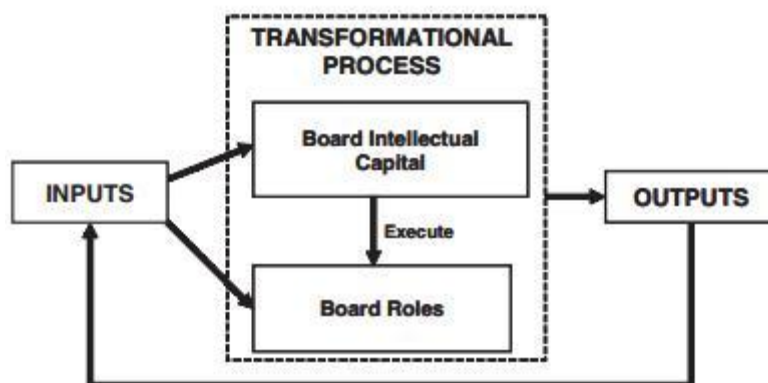 TRANSFORMATIONAL
PROCESS
Board Intellectual
Capital
INPUTS
OUTPUTS
Execute
Board Roles